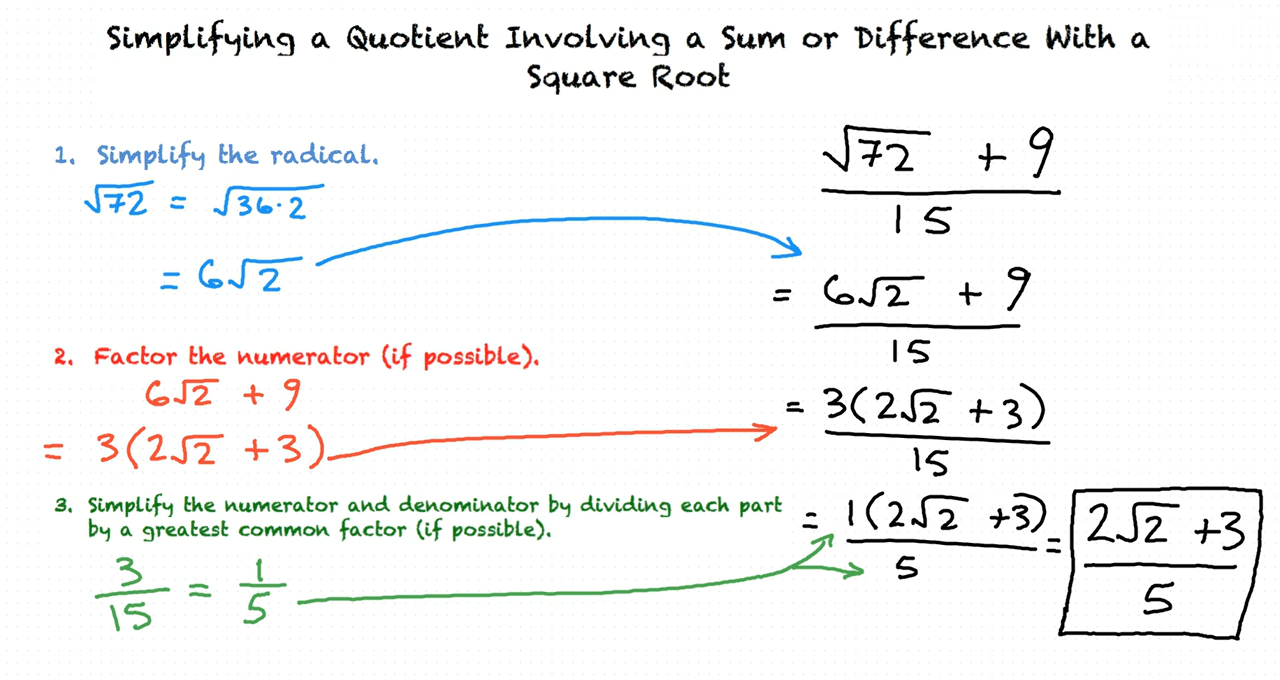 Simplifying a Quotient Involving a Sum or Difference With a
Square Root
1. Simplify the radical.
√72 = √36·2
= 6√2
2. Factor the numerator (if possible).
6√2 + 9
= 3(2√2 + 3)
3. Simplify the numerator and denominator by dividing each part
by a greatest common factor (if possible).
3/15 = 1/5
√72 + 9
15
= 6√2 + 9
15
= 3(2√2 + 3)
15
= 1(2√2 + 3)
5
= 2√2 + 3
5